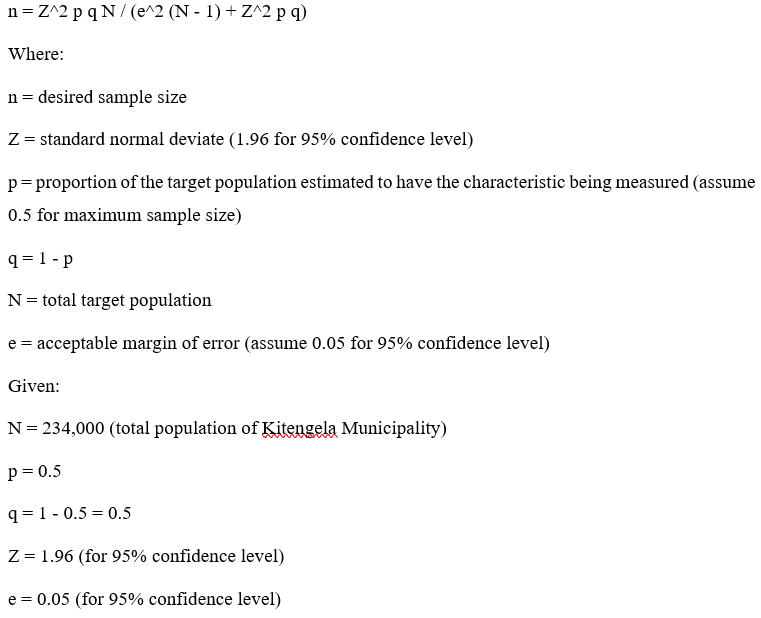 n = Z^2 p q N / (e^2 (N - 1) + Z^2 p q)
Where:
n = desired sample size
Z = standard normal deviate (1.96 for 95% confidence level)
p = proportion of the target population estimated to have the characteristic being measured (assume
0.5 for maximum sample size)
q = 1 - p
N = total target population
e = acceptable margin of error (assume 0.05 for 95% confidence level)
Given:
N = 234,000 (total population of Kitengela Municipality)
p = 0.5
q = 1 - 0.5 = 0.5
Z = 1.96 (for 95% confidence level)
e = 0.05 (for 95% confidence level)